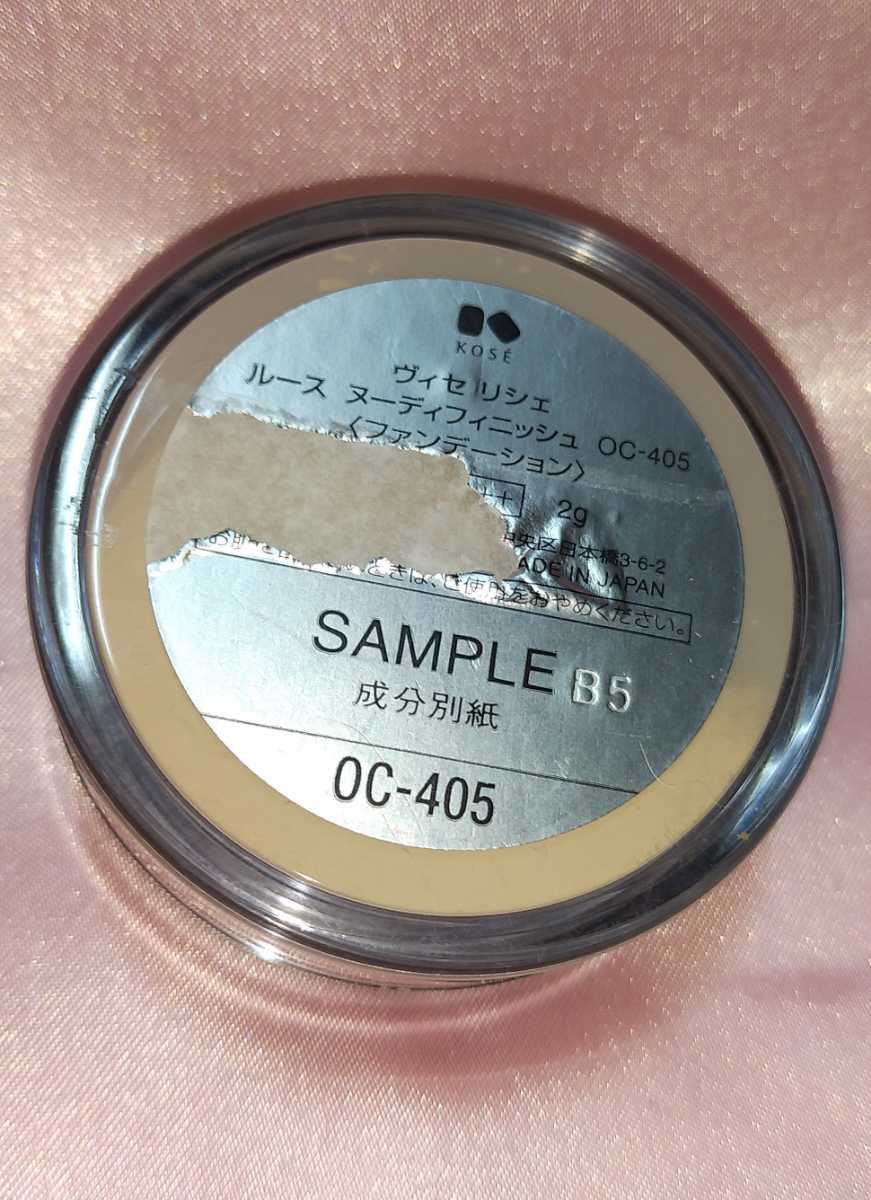 KOSÉ
ヴィセ リシェ
ルース ヌーディフィニッシュ OC-405
〈ファンデーション〉
++ 2g
央区日本橋3-6-2
ADE IN JAPAN
ときは、ご使用をおやめください。
SAMPLE B5
成分別紙
OC-405